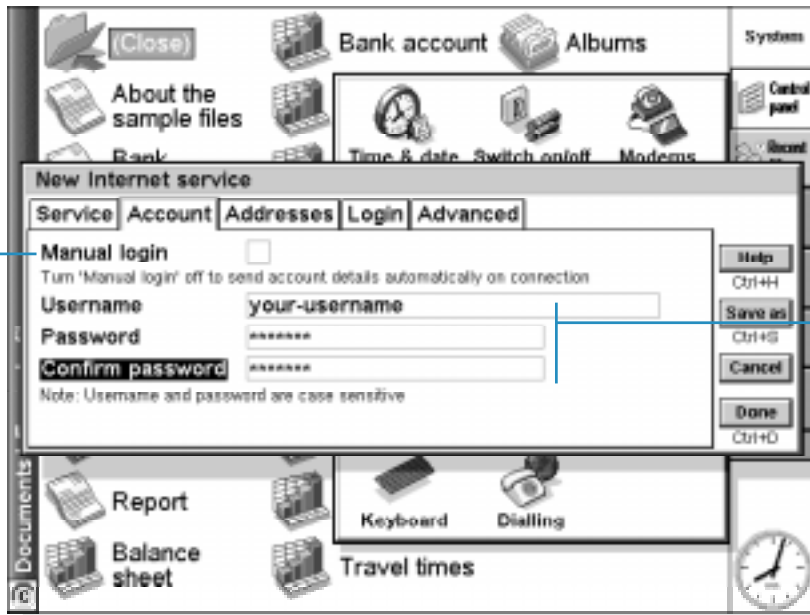 (Close)
Bank account
Albums
System
About the
sample files
Control
panel
Time & date
Switch on/off
Modems
Bank
Recent
New Internet service
Service
Account
Addresses
Login
Advanced
Manual login
Turn 'Manual login' off to send account details automatically on connection
Username
your-username
Password
*******
Confirm password
*******
Note: Username and password are case sensitive
Help
Ctrl+H
Save as
Ctrl+S
Cancel
Done
Ctrl+D
Documents
Report
Keyboard
Dialling
Balance
sheet
Travel times